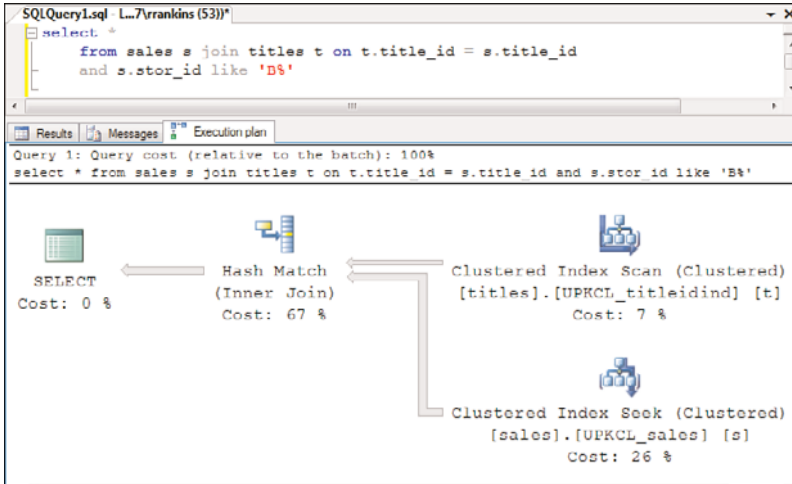 SQLQuery1.sql - L...7\rrankins (53))*
select *
from sales s join titles t on t.title_id = s.title_id
and s.stor_id like 'B%'
Results Messages Execution plan
Query 1: Query cost (relative to the batch): 100%
select * from sales s join titles t on t.title_id = s.title_id and s.stor_id like 'B%'
SELECT
Cost: 0 %
Hash Match
(Inner Join)
Cost: 67 %
Clustered Index Scan (Clustered)
[titles].[UPKCL_titleidind] [t]
Cost: 7 %
Clustered Index Seek (Clustered)
[sales].[UPKCL_sales] [s]
Cost: 26 %